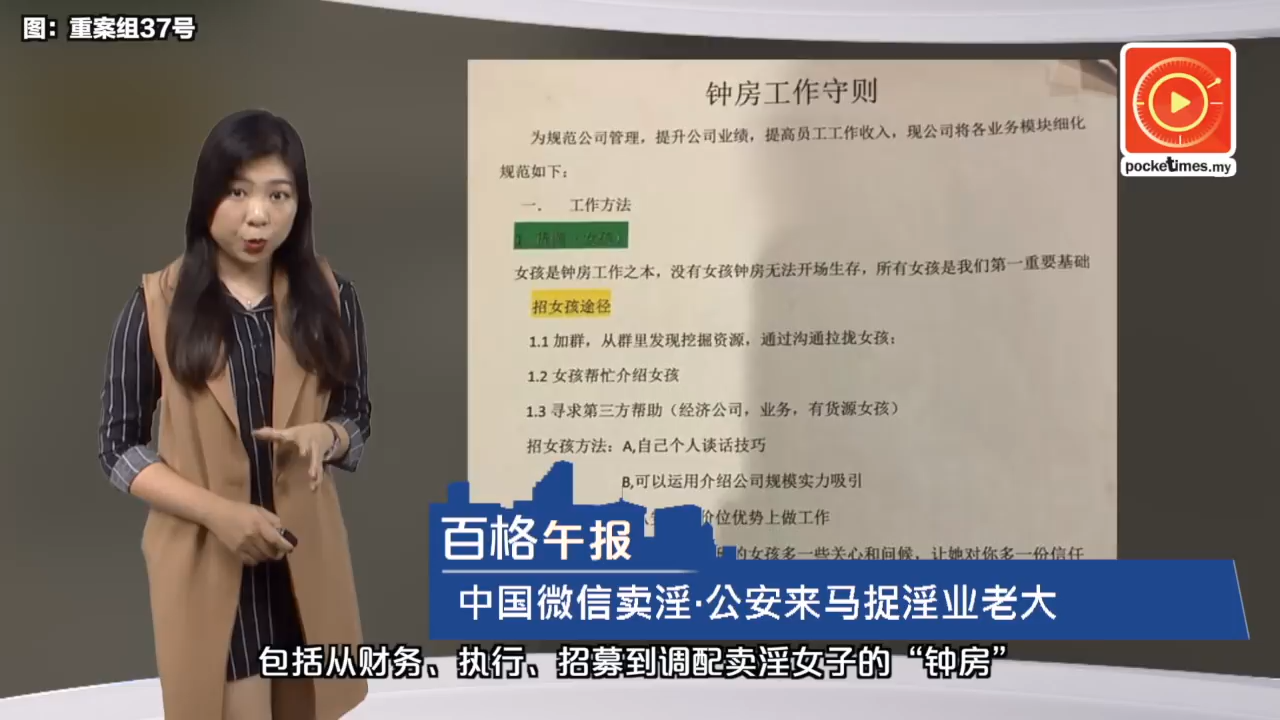 图：重案组37号
pocketimes.my
钟房工作守则
为规范公司管理，提升公司业绩，提高员工工作收入，现公司将各业务模块细化
规范如下：
一． 工作方法
女孩是钟房工作之本，没有女孩钟房无法开场生存，所有女孩是我们第一重要基础
招女孩途径
1.1 加群，从群里发现挖掘资源，通过沟通拉拢女孩；
1.2 女孩帮忙介绍女孩
1.3 寻求第三方帮助（经济公司，业务，有货源女孩）
招女孩方法：A,自己个人谈话技巧
B,可以运用介绍公司规模实力吸引
价位优势上做工作
的女孩多一些关心和问候，让她对你多一份信任
百格午报
中国微信卖淫·公安来马捉淫业老大
包括从财务、执行、招募到调配卖淫女子的“钟房”